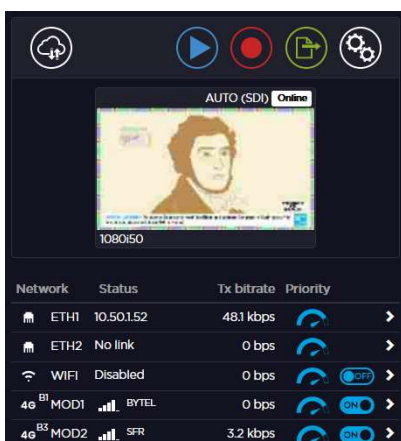 AUTO (SDI) Online
1080i50
Network Status Tx bitrate Priority
ETH1 10.50.1.52 48.1 kbps
ETH2 No link 0 bps
WIFI Disabled 0 bps OFF
4G B1 MOD1 BYTEL 0 bps ON
4G B3 MOD2 SFR 3.2 kbps ON